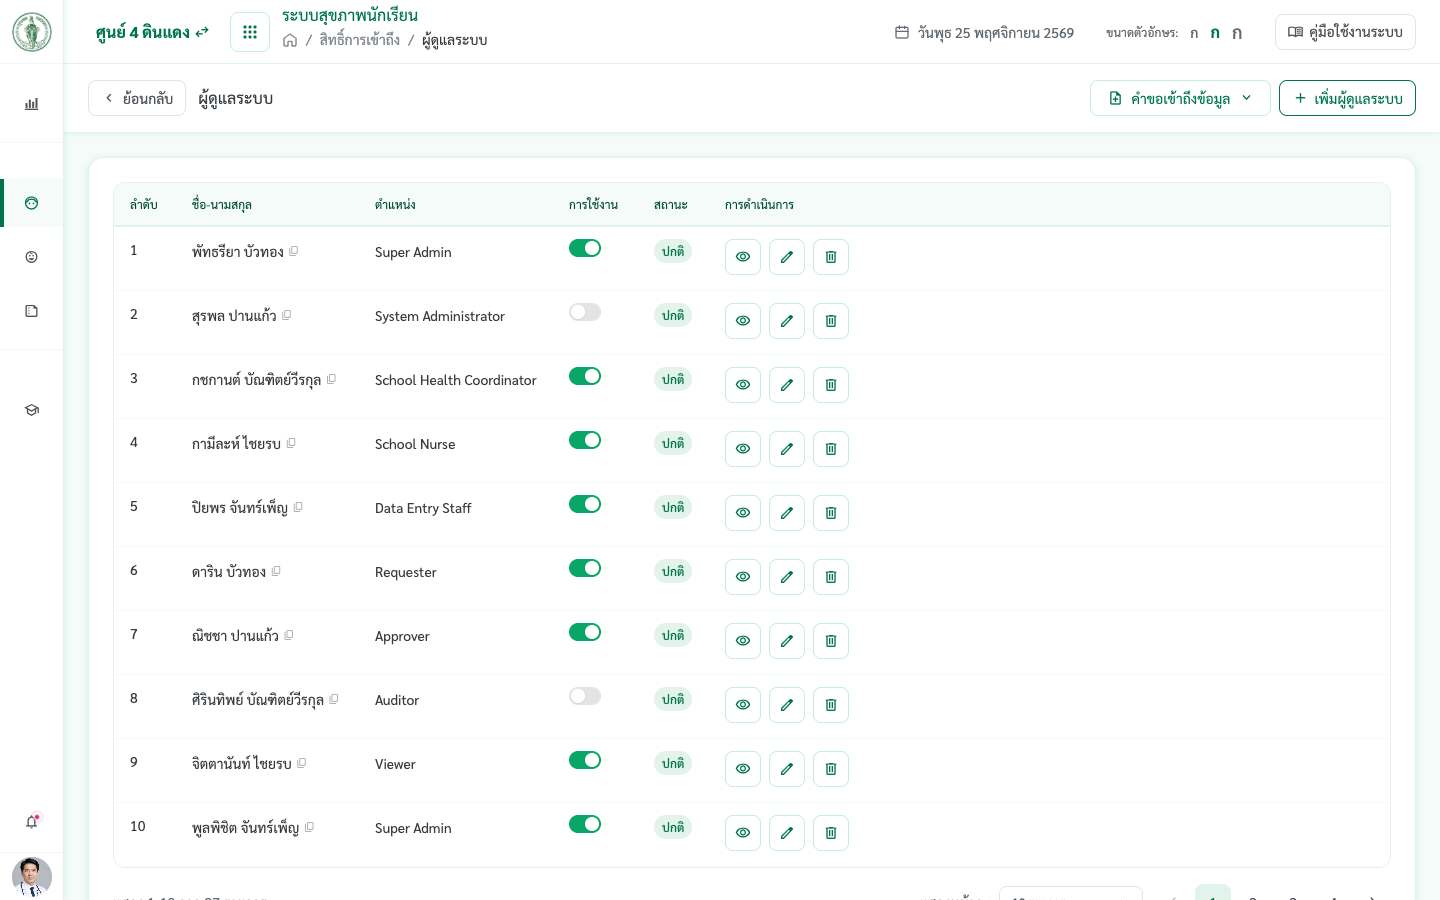 ศูนย์ 4 ดินแดง
ระบบสุขภาพนักเรียน
/ สิทธิ์การเข้าถึง / ผู้ดูแลระบบ
วันพุธ 25 พฤศจิกายน 2569
ขนาดตัวอักษร: ก ก ก
คู่มือใช้งานระบบ
ย้อนกลับ
ผู้ดูแลระบบ
คำขอเข้าถึงข้อมูล
เพิ่มผู้ดูแลระบบ
ลำดับ ชื่อ-นามสกุล ตำแหน่ง การใช้งาน สถานะ การดำเนินการ
1 พัทธรียา บัวทอง Super Admin ปกติ
2 สุรพล ปานแก้ว System Administrator ปกติ
3 กชกานต์ บัณฑิตย์วีรกุล School Health Coordinator ปกติ
4 กามีละห์ ไชยรบ School Nurse ปกติ
5 ปิยพร จันทร์เพ็ญ Data Entry Staff ปกติ
6 ดาริน บัวทอง Requester ปกติ
7 ณิชชา ปานแก้ว Approver ปกติ
8 ศิรินทิพย์ บัณฑิตย์วีรกุล Auditor ปกติ
9 จิตตานันท์ ไชยรบ Viewer ปกติ
10 พูลพิชิต จันทร์เพ็ญ Super Admin ปกติ